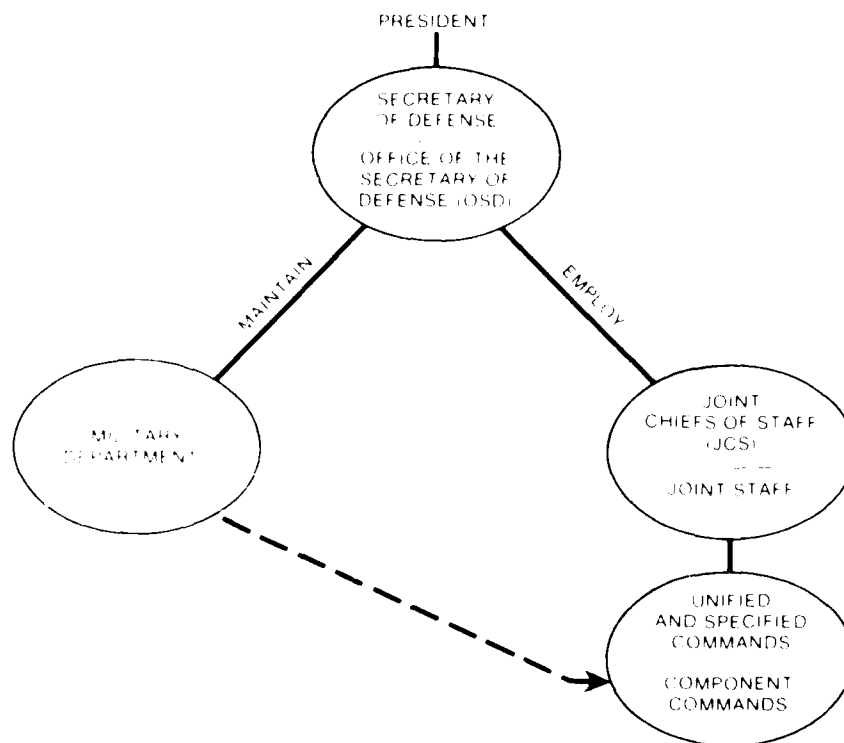 PRESIDENT
SECRETARY
OF DEFENSE
OFFICE OF THE
SECRETARY OF
DEFENSE (OSD)
MAINTAIN
EMPLOY
MILITARY
DEPARTMENT
JOINT
CHIEFS OF STAFF
(JCS)
JOINT STAFF
UNIFIED
AND SPECIFIED
COMMANDS
COMPONENT
COMMANDS